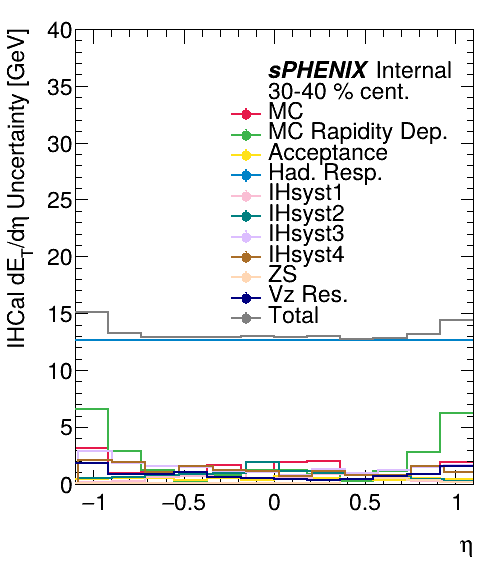 IHCal dE_T/dη Uncertainty [GeV]
40
35
30
25
20
15
10
5
0
sPHENIX Internal
30-40 % cent.
MC
MC Rapidity Dep.
Acceptance
Had. Resp.
IHsyst1
IHsyst2
IHsyst3
IHsyst4
ZS
Vz Res.
Total
−1 −0.5 0 0.5 1
η